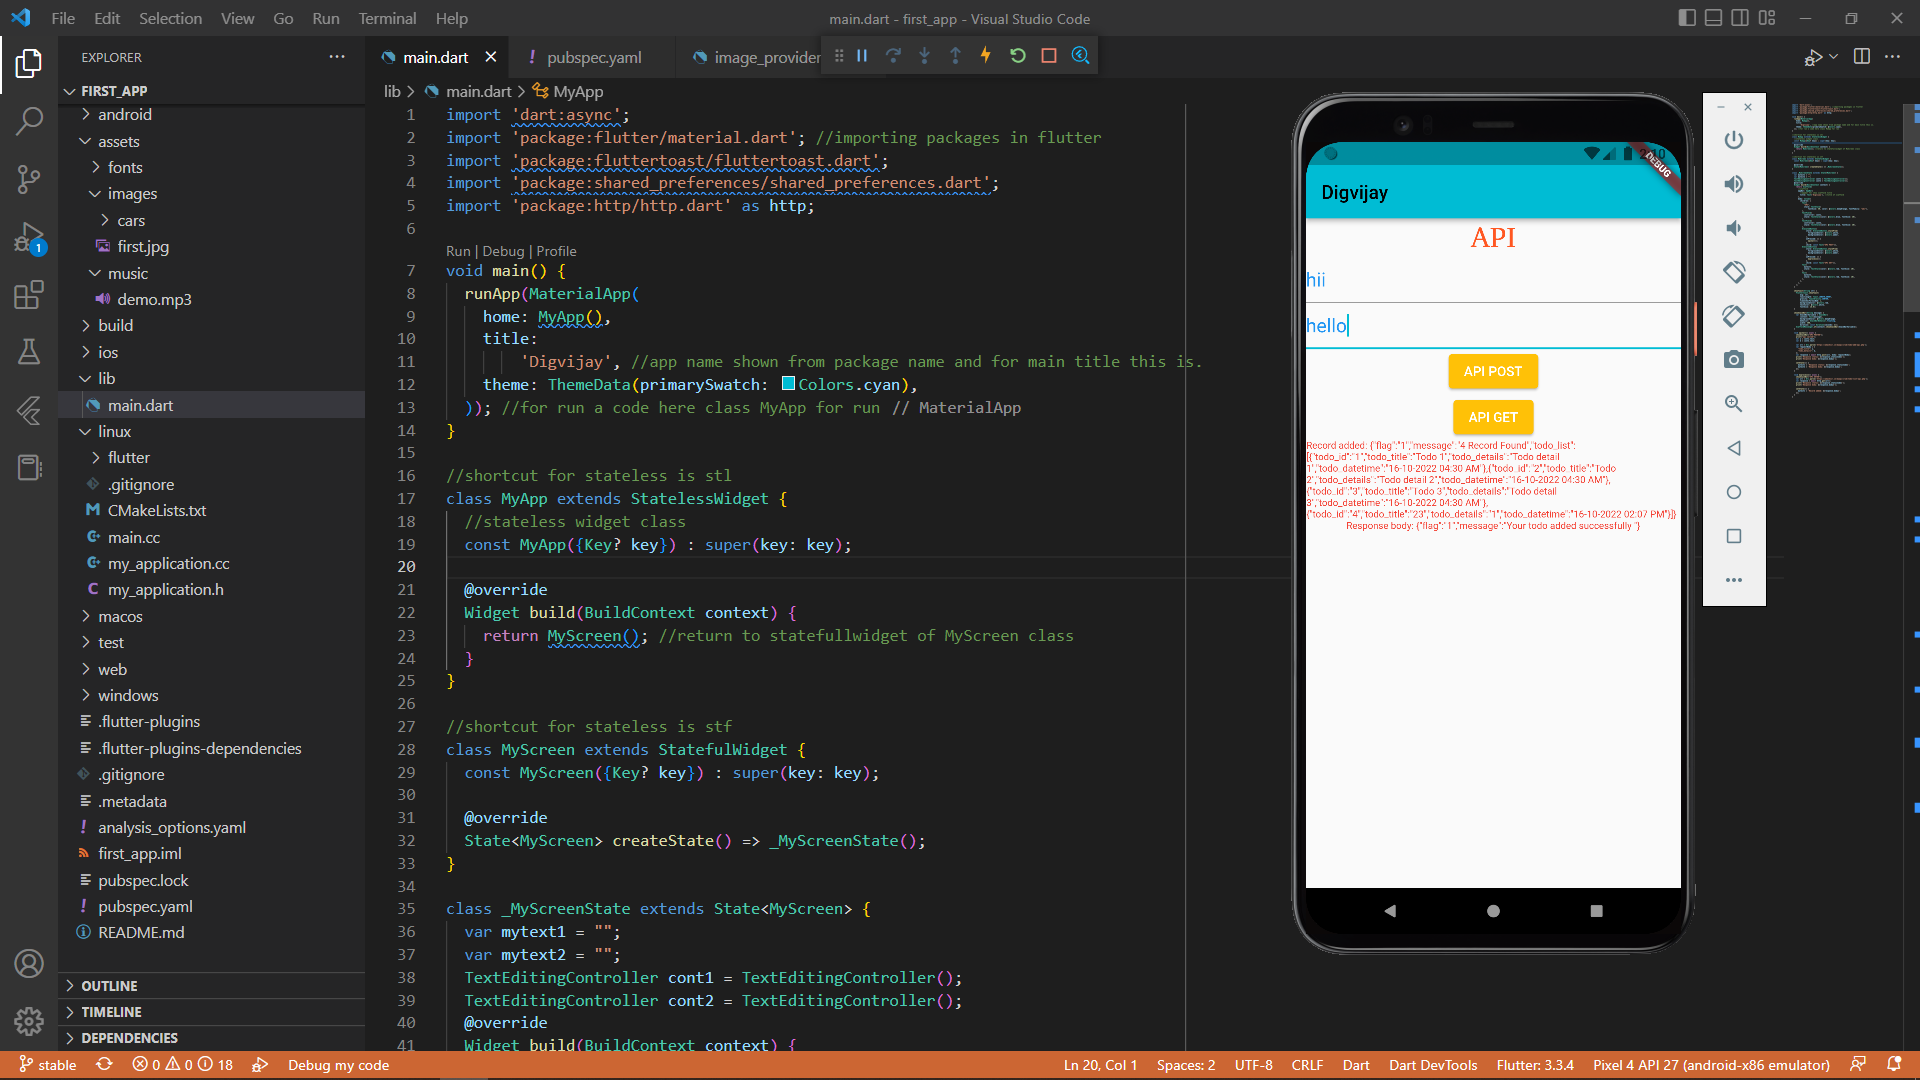 File Edit Selection View Go Run Terminal Help
main.dart - first_app - Visual Studio Code
EXPLORER
FIRST_APP
android
assets
fonts
images
cars
first.jpg
music
demo.mp3
build
ios
lib
main.dart
linux
flutter
.gitignore
CMakeLists.txt
main.cc
my_application.cc
my_application.h
macos
test
web
windows
.flutter-plugins
.flutter-plugins-dependencies
.gitignore
.metadata
analysis_options.yaml
first_app.iml
pubspec.lock
pubspec.yaml
README.md
OUTLINE
TIMELINE
DEPENDENCIES
1
main.dart
pubspec.yaml
image_provider
lib > main.dart > MyApp
1 import 'dart:async';
2 import 'package:flutter/material.dart'; //importing packages in flutter
3 import 'package:fluttertoast/fluttertoast.dart';
4 import 'package:shared_preferences/shared_preferences.dart';
5 import 'package:http/http.dart' as http;
6
Run | Debug | Profile
7 void main() {
8 runApp(MaterialApp(
9 home: MyApp(),
10 title:
11 'Digvijay', //app name shown from package name and for main title this is.
12 theme: ThemeData(primarySwatch: Colors.cyan),
13 )); //for run a code here class MyApp for run // MaterialApp
14 }
15
16 //shortcut for stateless is stl
17 class MyApp extends StatelessWidget {
18 //stateless widget class
19 const MyApp({Key? key}) : super(key: key);
20
21 @override
22 Widget build(BuildContext context) {
23 return MyScreen(); //return to statefullwidget of MyScreen class
24 }
25 }
26
27 //shortcut for stateless is stf
28 class MyScreen extends StatefulWidget {
29 const MyScreen({Key? key}) : super(key: key);
30
31 @override
32 State<MyScreen> createState() => _MyScreenState();
33 }
34
35 class _MyScreenState extends State<MyScreen> {
36 var mytext1 = "";
37 var mytext2 = "";
38 TextEditingController cont1 = TextEditingController();
39 TextEditingController cont2 = TextEditingController();
40 @override
41 Widget build(BuildContext context) {
DEBUG
Digvijay
API
hii
hello
API POST
API GET
Record added: {"flag":"1","message":"4 Record Found","todo_list":
[{"todo_id":"1","todo_title":"Todo 1","todo_details":"Todo detail
1","todo_datetime":"16-10-2022 04:30 AM"},{"todo_id":"2","todo_title":"Todo
2","todo_details":"Todo detail 2","todo_datetime":"16-10-2022 04:30 AM"},
{"todo_id":"3","todo_title":"Todo 3","todo_details":"Todo detail
3","todo_datetime":"16-10-2022 04:30 AM"},
{"todo_id":"4","todo_title":"23","todo_details":"1","todo_datetime":"16-10-2022 02:07 PM"}]}
Response body: {"flag":"1","message":"Your todo added successfully "}
stable 0 0 18 Debug my code
Ln 20, Col 1 Spaces: 2 UTF-8 CRLF Dart Dart DevTools Flutter: 3.3.4 Pixel 4 API 27 (android-x86 emulator)